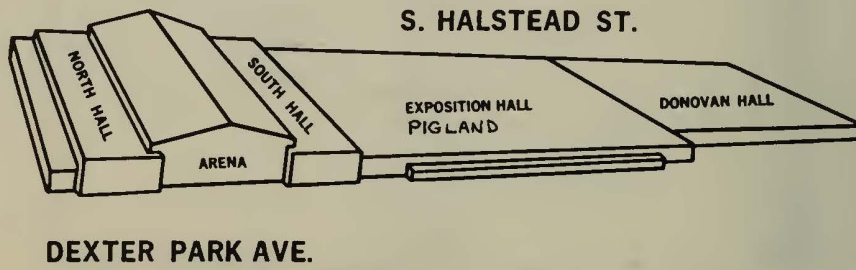 S. HALSTEAD ST.
NORTH HALL
SOUTH HALL
ARENA
EXPOSITION HALL
PIGLAND
DONOVAN HALL
DEXTER PARK AVE.